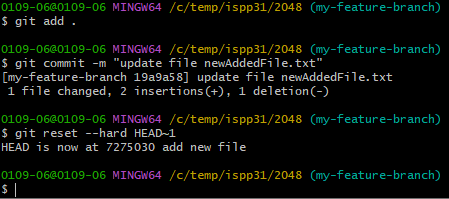 0109-06@0109-06 MINGW64 /c/temp/ispp31/2048 (my-feature-branch)
$ git add .
0109-06@0109-06 MINGW64 /c/temp/ispp31/2048 (my-feature-branch)
$ git commit -m "update file newAddedFile.txt"
[my-feature-branch 19a9a58] update file newAddedFile.txt
 1 file changed, 2 insertions(+), 1 deletion(-)
0109-06@0109-06 MINGW64 /c/temp/ispp31/2048 (my-feature-branch)
$ git reset --hard HEAD~1
HEAD is now at 7275030 add new file
0109-06@0109-06 MINGW64 /c/temp/ispp31/2048 (my-feature-branch)
$